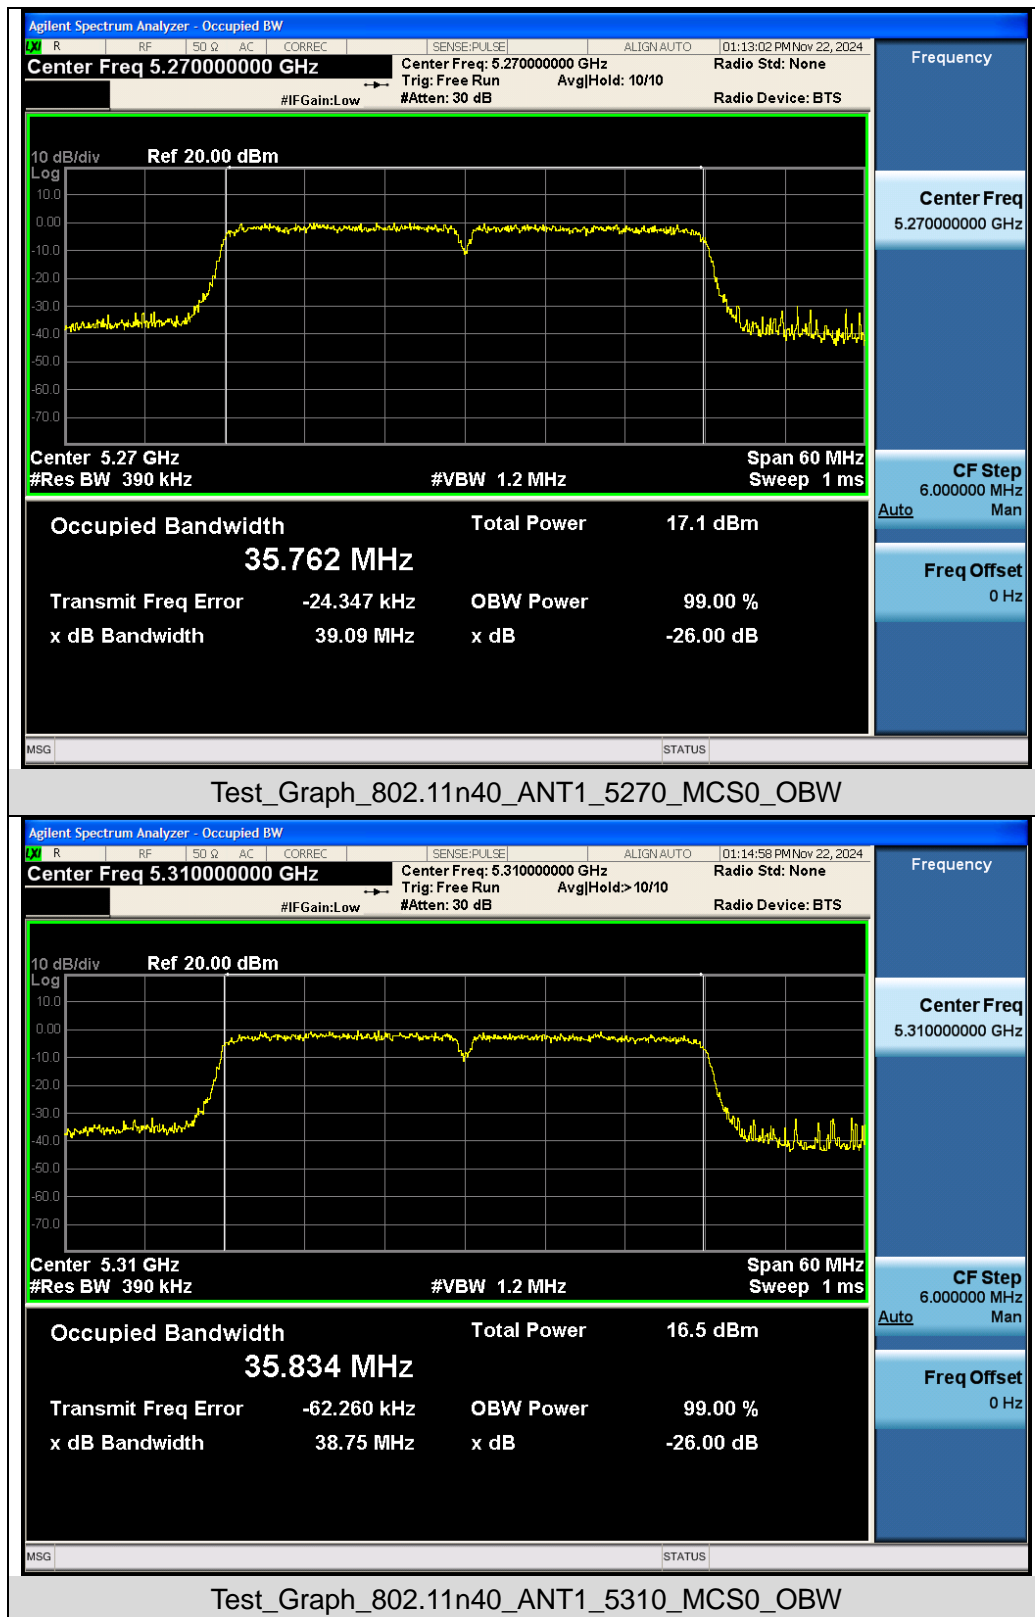 Agilent Spectrum Analyzer - Occupied BW
LXI R RF 50 Ω AC CORREC SENSE:PULSE ALIGN AUTO 01:13:02 PM Nov 22, 2024
Center Freq 5.270000000 GHz
#IFGain:Low
Center Freq: 5.270000000 GHz
Trig: Free Run Avg|Hold: 10/10
#Atten: 30 dB
Radio Std: None
Radio Device: BTS
Frequency
10 dB/div Ref 20.00 dBm
Log
10.0
0.00
-10.0
-20.0
-30.0
-40.0
-50.0
-60.0
-70.0
Center Freq
5.270000000 GHz
Center 5.27 GHz Span 60 MHz
#Res BW 390 kHz #VBW 1.2 MHz Sweep 1 ms
CF Step
6.000000 MHz
Auto Man
Occupied Bandwidth Total Power 17.1 dBm
35.762 MHz
Transmit Freq Error -24.347 kHz OBW Power 99.00 %
x dB Bandwidth 39.09 MHz x dB -26.00 dB
Freq Offset
0 Hz
MSG STATUS
Test_Graph_802.11n40_ANT1_5270_MCS0_OBW
Agilent Spectrum Analyzer - Occupied BW
LXI R RF 50 Ω AC CORREC SENSE:PULSE ALIGN AUTO 01:14:58 PM Nov 22, 2024
Center Freq 5.310000000 GHz
#IFGain:Low
Center Freq: 5.310000000 GHz
Trig: Free Run Avg|Hold:> 10/10
#Atten: 30 dB
Radio Std: None
Radio Device: BTS
Frequency
10 dB/div Ref 20.00 dBm
Log
10.0
0.00
-10.0
-20.0
-30.0
-40.0
-50.0
-60.0
-70.0
Center Freq
5.310000000 GHz
Center 5.31 GHz Span 60 MHz
#Res BW 390 kHz #VBW 1.2 MHz Sweep 1 ms
CF Step
6.000000 MHz
Auto Man
Occupied Bandwidth Total Power 16.5 dBm
35.834 MHz
Transmit Freq Error -62.260 kHz OBW Power 99.00 %
x dB Bandwidth 38.75 MHz x dB -26.00 dB
Freq Offset
0 Hz
MSG STATUS
Test_Graph_802.11n40_ANT1_5310_MCS0_OBW